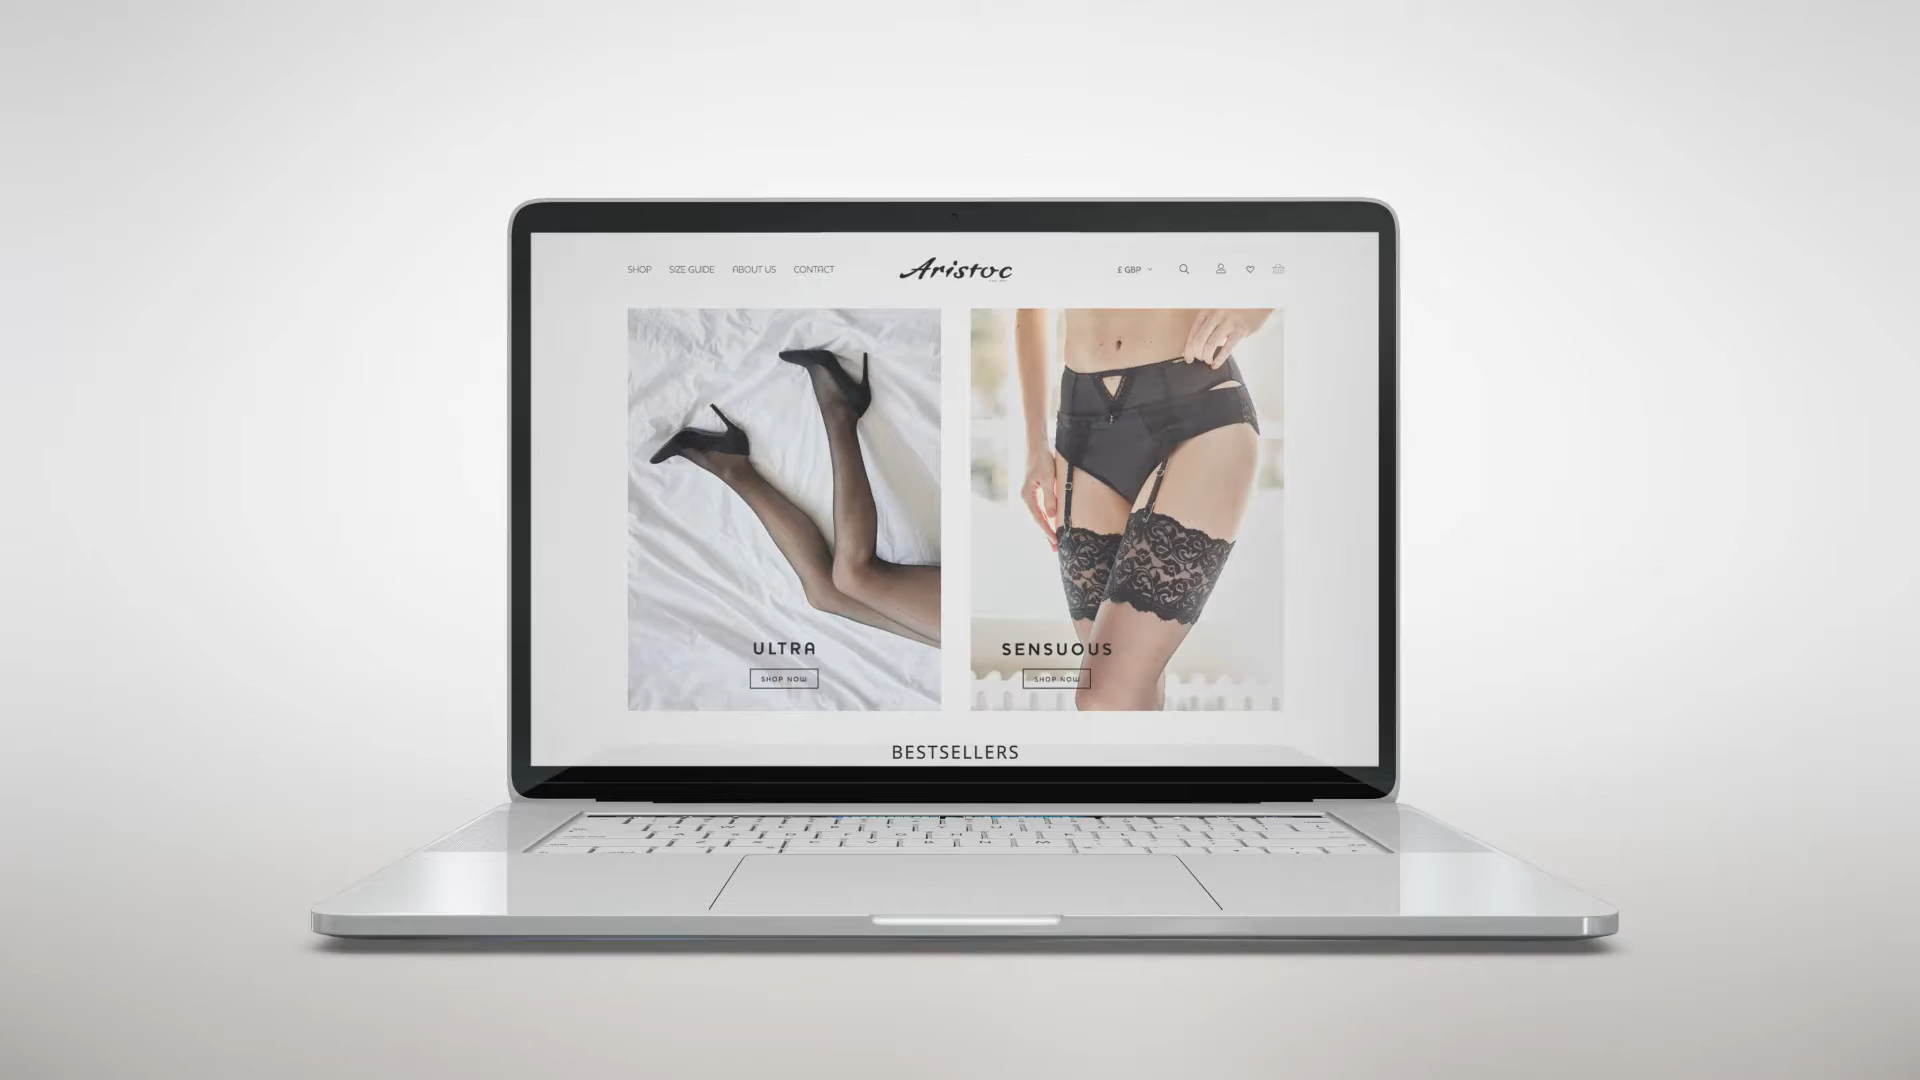 SHOP SIZE GUIDE ABOUT US CONTACT Aristoc £ GBP
ULTRA
SHOP NOW
SENSUOUS
SHOP NOW
BESTSELLERS